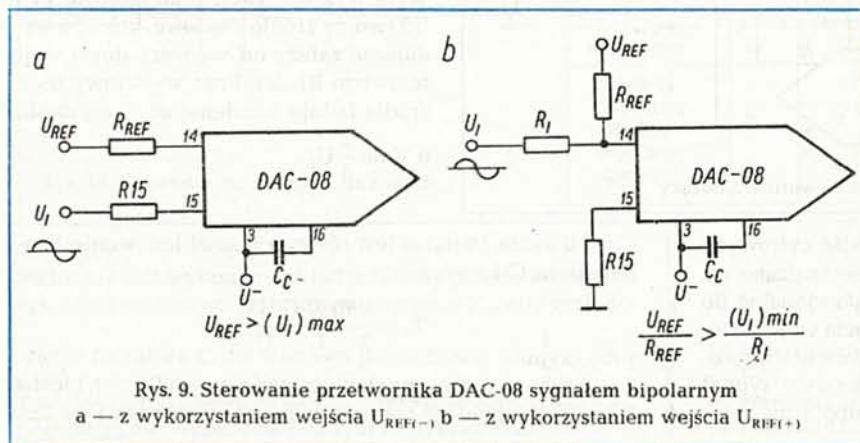 a
U_REF
R_REF
14
DAC-08
U_I
R15
15
3
16
C_C
U⁻
U_REF > (U_I) max
b
U_REF
R_REF
U_I
R_I
14
DAC-08
15
R15
3
16
C_C
U⁻
U_REF / R_REF > (U_I) min / R_I
Rys 9. Sterowanie przetwornika DAC-08 sygnałem bipolarnym
a — z wykorzystaniem wejścia U_REF(−) b — z wykorzystaniem wejścia U_REF(+)